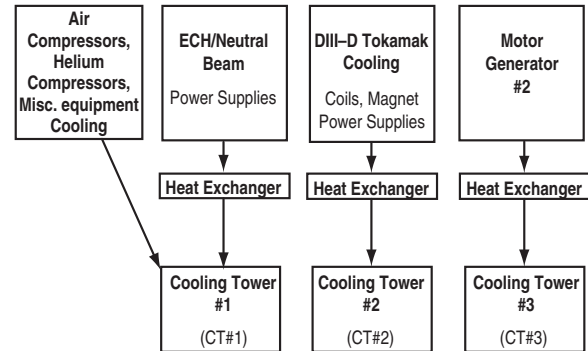 Air
Compressors,
Helium
Compressors,
Misc. equipment
Cooling
ECH/Neutral
Beam
Power Supplies
DIII–D Tokamak
Cooling
Coils, Magnet
Power Supplies
Motor
Generator
#2
Heat Exchanger
Heat Exchanger
Heat Exchanger
Cooling Tower
#1
(CT#1)
Cooling Tower
#2
(CT#2)
Cooling Tower
#3
(CT#3)